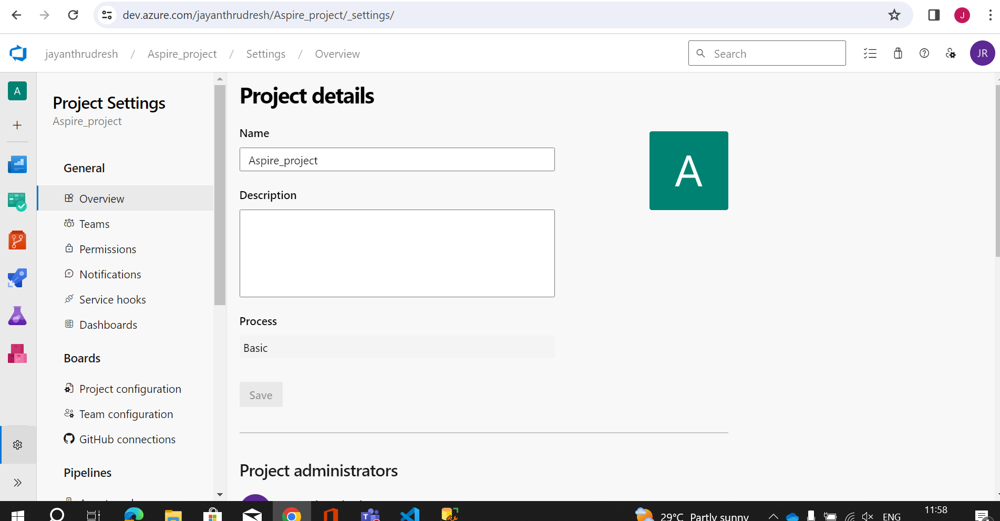 dev.azure.com/jayanthrudresh/Aspire_project/_settings/
J
jayanthrudresh / Aspire_project / Settings / Overview
Search
JR
A
Project Settings
Aspire_project
General
Overview
Teams
Permissions
Notifications
Service hooks
Dashboards
Boards
Project configuration
Team configuration
GitHub connections
Pipelines
Project details
Name
Aspire_project
A
Description
Process
Basic
Save
Project administrators
29°C Partly sunny
ENG
11:58